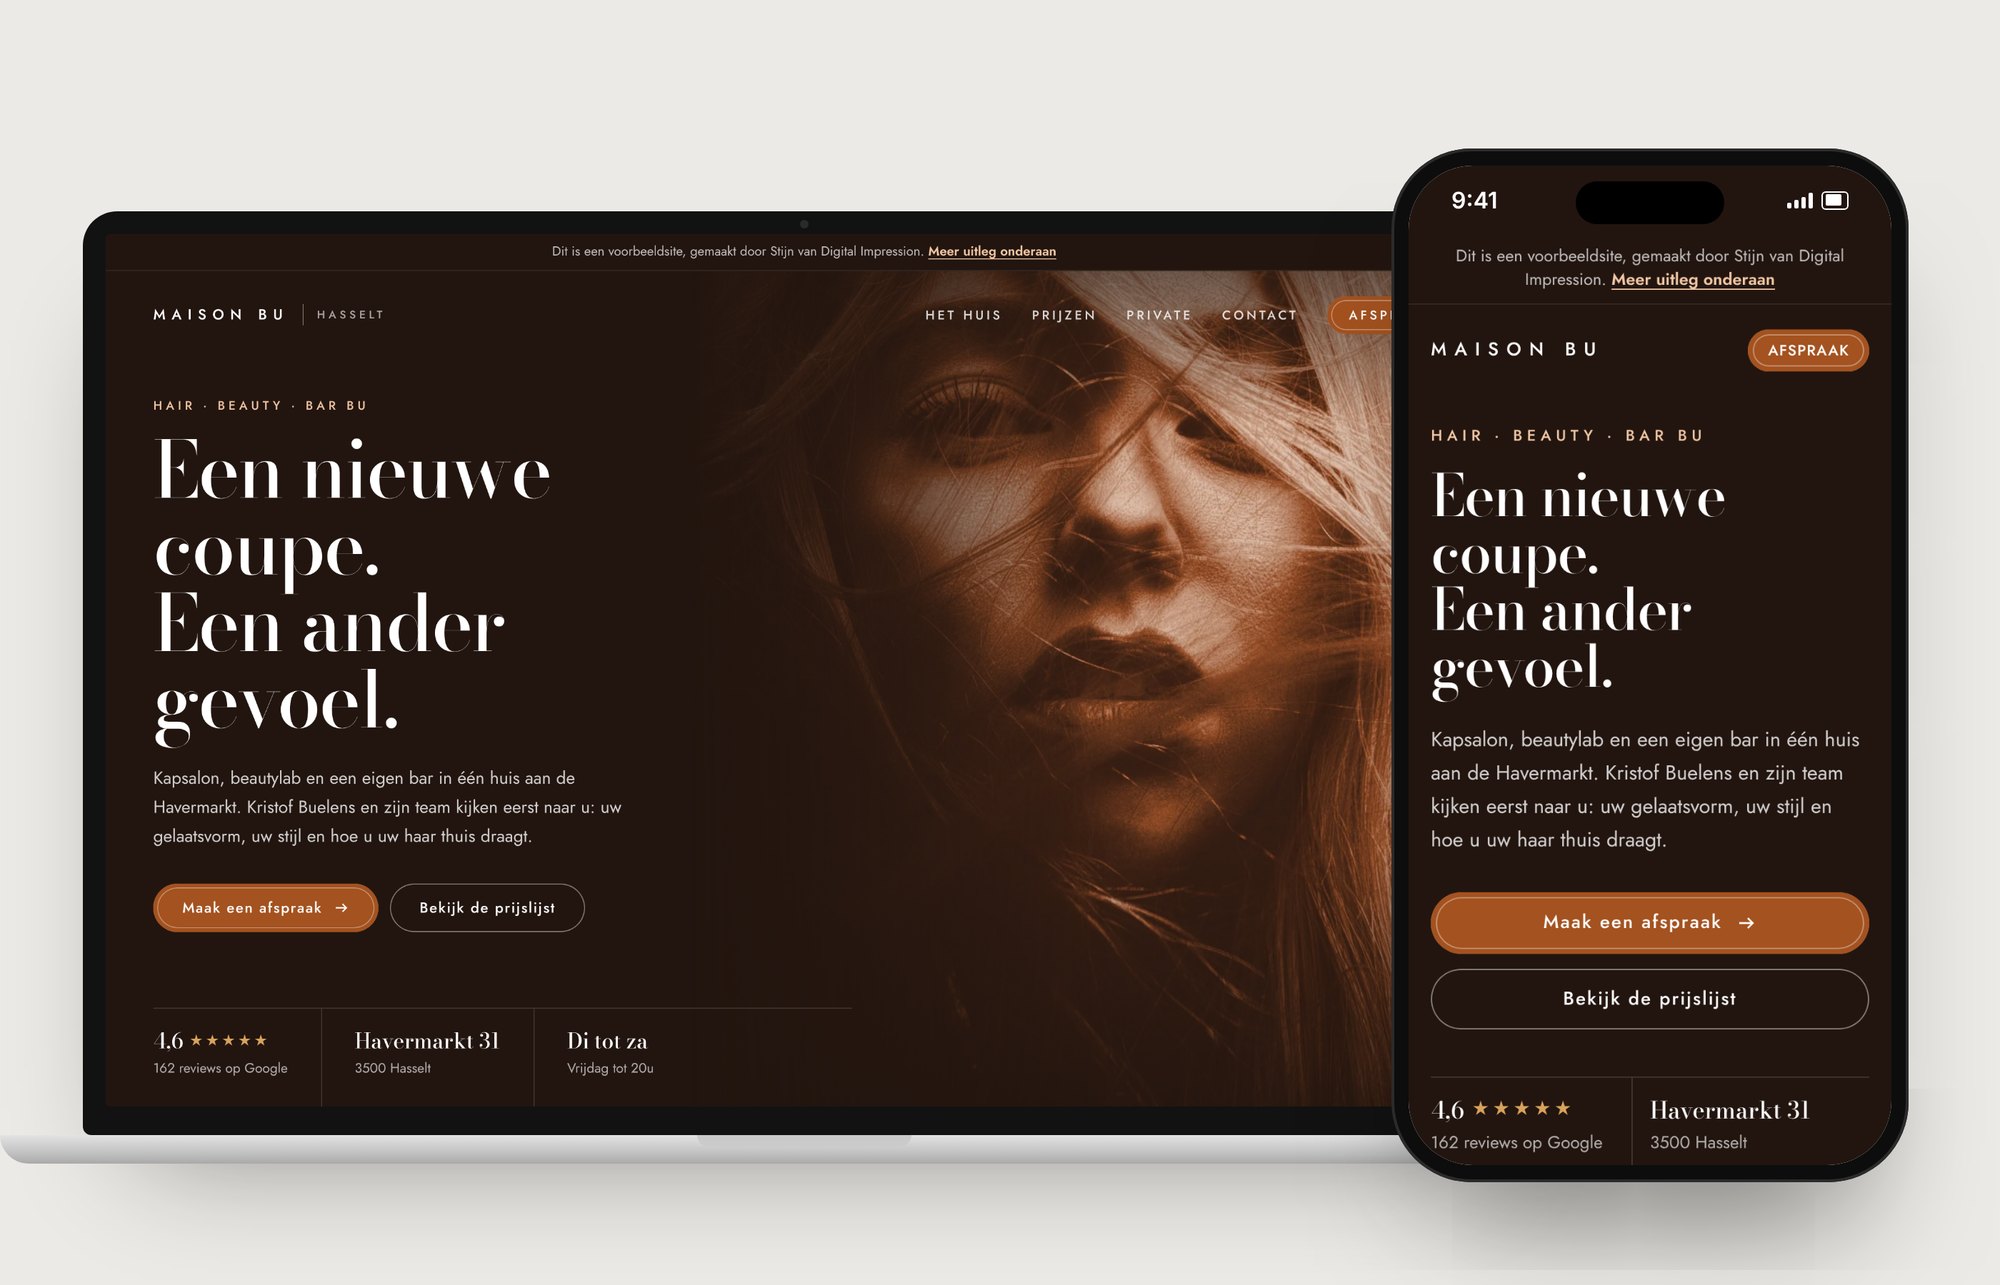 Dit is een voorbeeldsite, gemaakt door Stijn van Digital Impression. Meer uitleg onderaan
MAISON BU | HASSELT
HET HUIS PRIJZEN PRIVATE CONTACT AFSP
HAIR · BEAUTY · BAR BU
Een nieuwe
coupe.
Een ander
gevoel.
Kapsalon, beautylab en een eigen bar in één huis aan de
Havermarkt. Kristof Buelens en zijn team kijken eerst naar u: uw
gelaatsvorm, uw stijl en hoe u uw haar thuis draagt.
Maak een afspraak → Bekijk de prijslijst
4,6 ★★★★★ Havermarkt 31 Di tot za
162 reviews op Google 3500 Hasselt Vrijdag tot 20u
9:41
Dit is een voorbeeldsite, gemaakt door Stijn van Digital
Impression. Meer uitleg onderaan
MAISON BU AFSPRAAK
HAIR · BEAUTY · BAR BU
Een nieuwe
coupe.
Een ander
gevoel.
Kapsalon, beautylab en een eigen bar in één huis
aan de Havermarkt. Kristof Buelens en zijn team
kijken eerst naar u: uw gelaatsvorm, uw stijl en
hoe u uw haar thuis draagt.
Maak een afspraak →
Bekijk de prijslijst
4,6 ★★★★★ Havermarkt 31
162 reviews op Google 3500 Hasselt